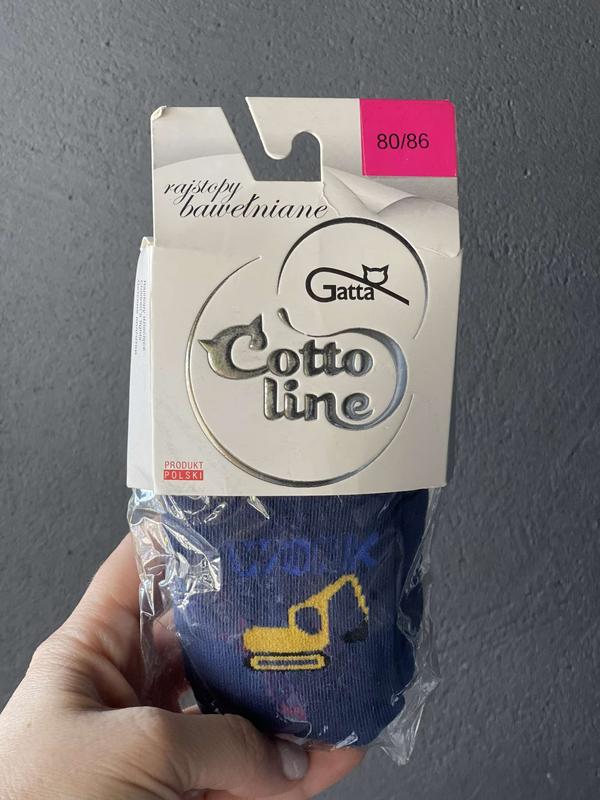 80/86
rajstopy
bawełniane
Gatta
Cotto
line
PRODUKT
POLSKI